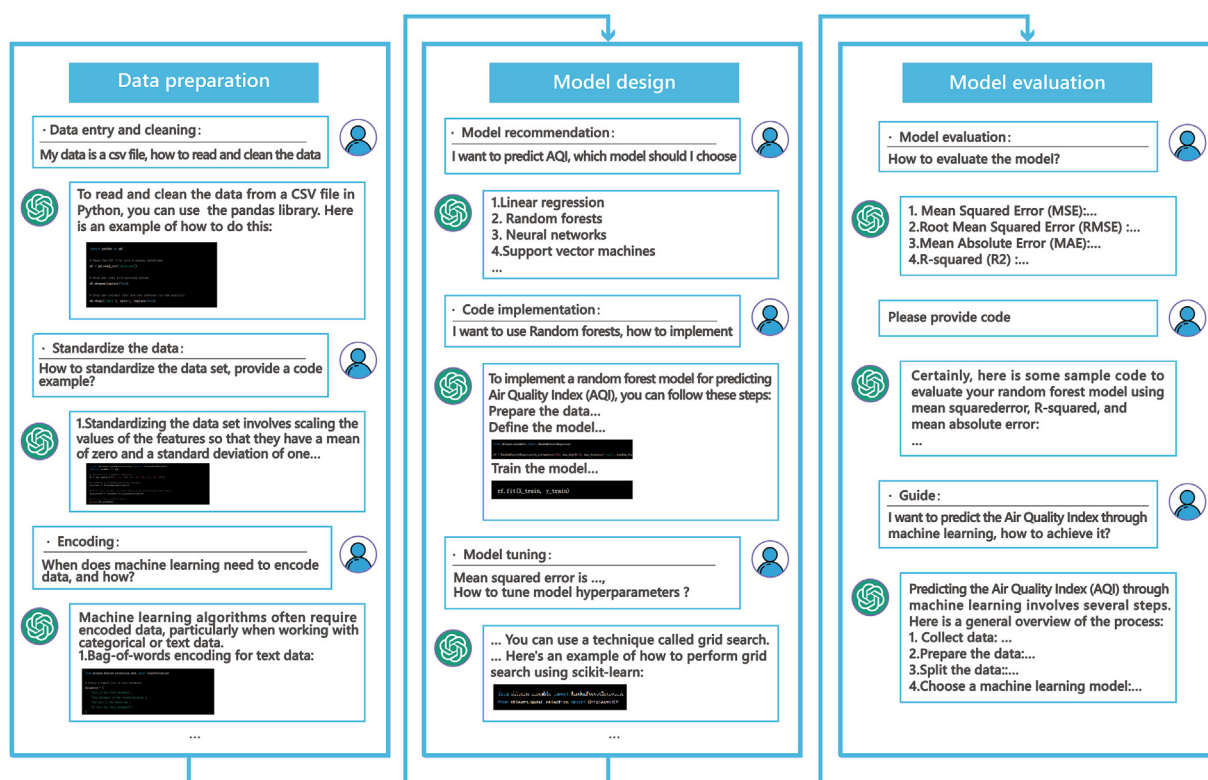 Data preparation
· Data entry and cleaning:
My data is a csv file, how to read and clean the data
To read and clean the data from a CSV file in
Python, you can use the pandas library. Here
is an example of how to do this:
import pandas as pd
df.dropna(inplace=True)
· Standardize the data:
How to standardize the data set, provide a code
example?
1.Standardizing the data set involves scaling the
values of the features so that they have a mean
of zero and a standard deviation of one...
· Encoding:
When does machine learning need to encode
data, and how?
Machine learning algorithms often require
encoded data, particularly when working with
categorical or text data.
1.Bag-of-words encoding for text data:
...
Model design
· Model recommendation:
I want to predict AQI, which model should I choose
1.Linear regression
2. Random forests
3. Neural networks
4.Support vector machines
...
· Code implementation:
I want to use Random forests, how to implement
To implement a random forest model for predicting
Air Quality Index (AQI), you can follow these steps:
Prepare the data...
Define the model...
Train the model...
rf.fit(X_train, y_train)
· Model tuning:
Mean squared error is ...,
How to tune model hyperparameters ?
... You can use a technique called grid search.
... Here's an example of how to perform grid
search using scikit-learn:
...
Model evaluation
· Model evaluation:
How to evaluate the model?
1. Mean Squared Error (MSE):...
2.Root Mean Squared Error (RMSE) :...
3.Mean Absolute Error (MAE):...
4.R-squared (R2) :...
Please provide code
Certainly, here is some sample code to
evaluate your random forest model using
mean squarederror, R-squared, and
mean absolute error:
...
· Guide:
I want to predict the Air Quality Index through
machine learning, how to achieve it?
Predicting the Air Quality Index (AQI) through
machine learning involves several steps.
Here is a general overview of the process:
1. Collect data: ...
2.Prepare the data:...
3.Split the data::...
4.Choose a machine learning model:...